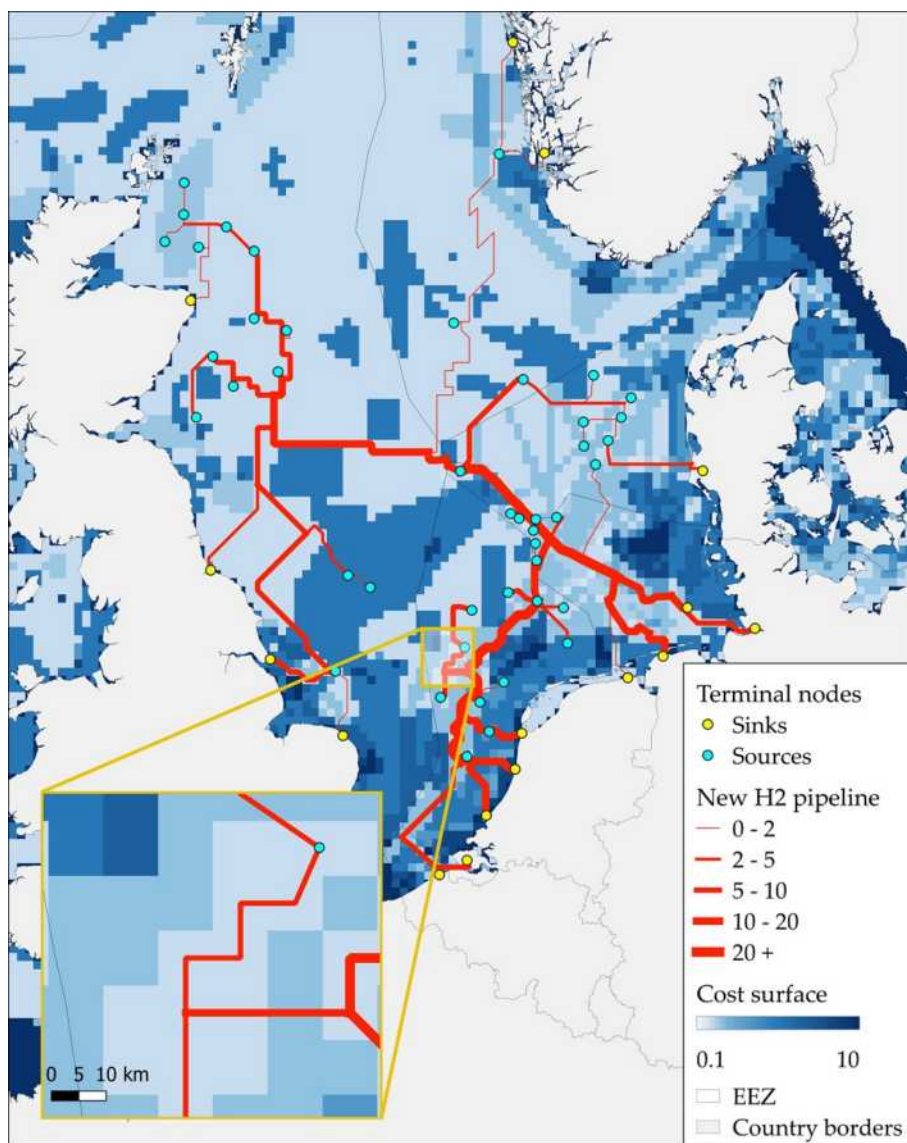 Terminal nodes
Sinks
Sources
New H2 pipeline
0 - 2
2 - 5
5 - 10
10 - 20
20 +
Cost surface
0.1 10
EEZ
Country borders
0 5 10 km